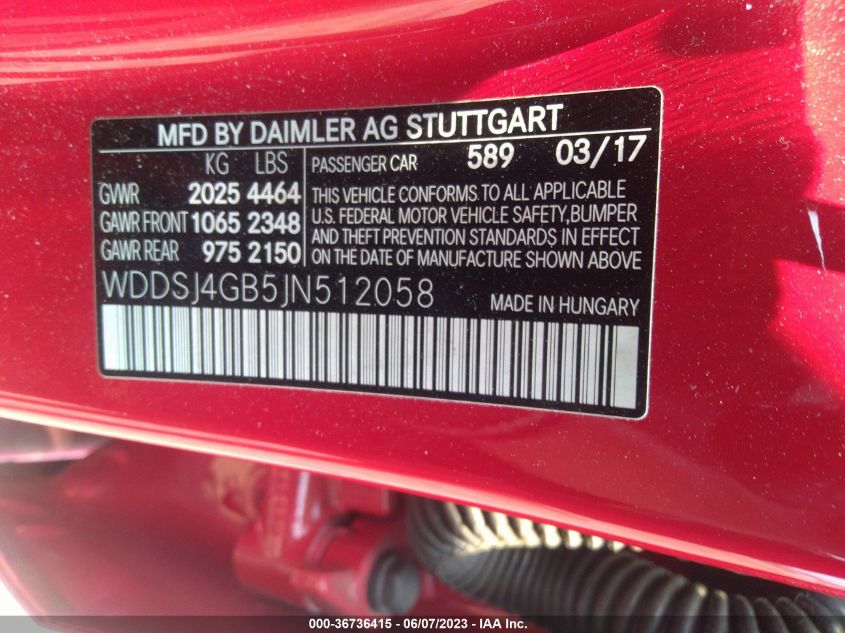 MFD BY DAIMLER AG STUTTGART
KG LBS
GVWR 2025 4464
GAWR FRONT 1065 2348
GAWR REAR 975 2150
PASSENGER CAR 589 03/17
THIS VEHICLE CONFORMS TO ALL APPLICABLE
U.S. FEDERAL MOTOR VEHICLE SAFETY, BUMPER
AND THEFT PREVENTION STANDARDS IN EFFECT
ON THE DATE OF MANUFACTURE SHOWN ABOVE
WDDSJ4GB5JN512058
MADE IN HUNGARY
000-36736415 - 06/07/2023 - IAA Inc.